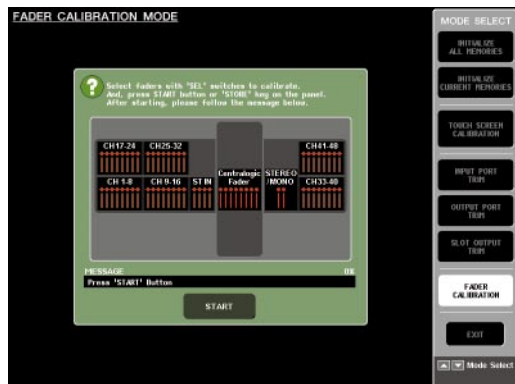 FADER CALIBRATION MODE
Select faders with "SEL" switches to calibrate.
And, press START button or "STORE" key on the panel.
After starting, please follow the message below.
CH17-24 CH25-32 CH41-48
CH 1-8 CH 9-16 ST IN Centralogic Fader STEREO /MONO CH33-40
MESSAGE 0%
Press 'START' Button
START
MODE SELECT
INITIALIZE
ALL MEMORIES
INITIALIZE
CURRENT MEMORIES
TOUCH SCREEN
CALIBRATION
INPUT PORT
TRIM
OUTPUT PORT
TRIM
SLOT OUTPUT
TRIM
FADER
CALIBRATION
EXIT
Mode Select